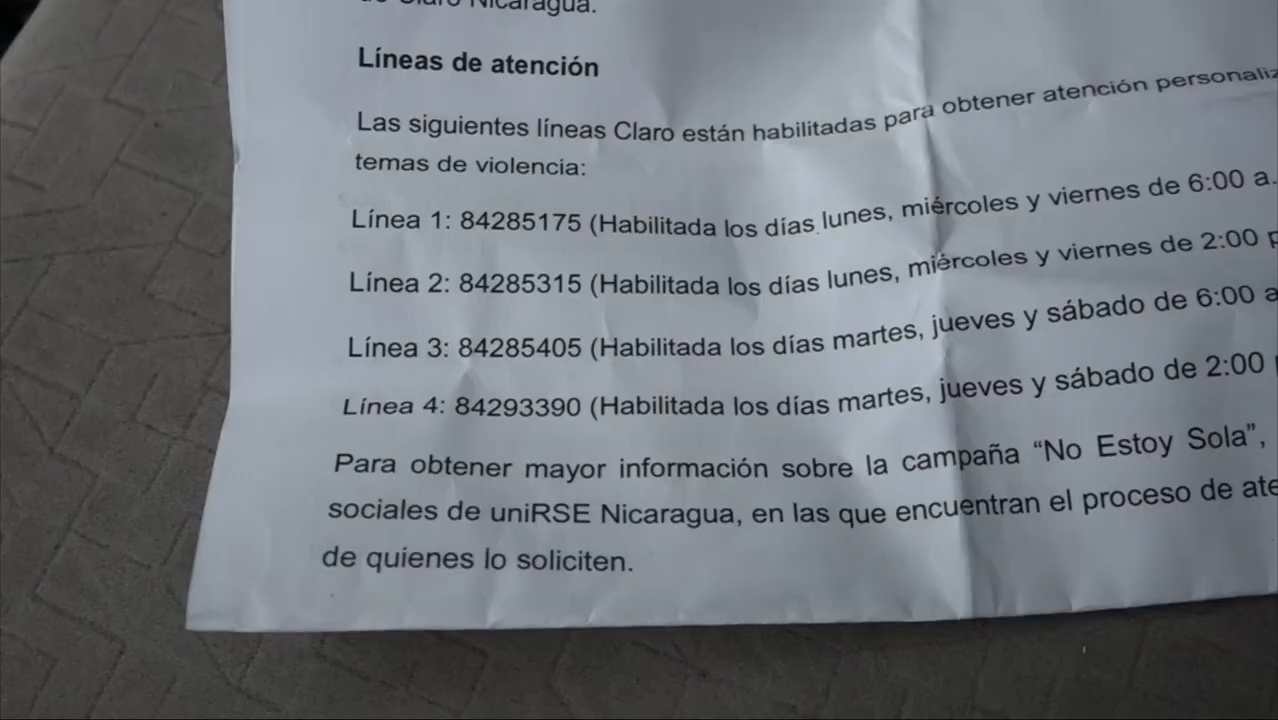 de Claro Nicaragua.
Líneas de atención
Las siguientes líneas Claro están habilitadas para obtener atención
temas de violencia:
Línea 1: 84285175 (Habilitada los días lunes, miércoles y viernes de 6:00 a.
Línea 2: 84285315 (Habilitada los días lunes, miércoles y viernes de 2:00 p
Línea 3: 84285405 (Habilitada los días martes, jueves y sábado de 6:00 a
Línea 4: 84293390 (Habilitada los días martes, jueves y sábado de 2:00
Para obtener mayor información sobre la campaña “No Estoy Sola”,
sociales de uniRSE Nicaragua, en las que encuentran el proceso de ate
de quienes lo soliciten.